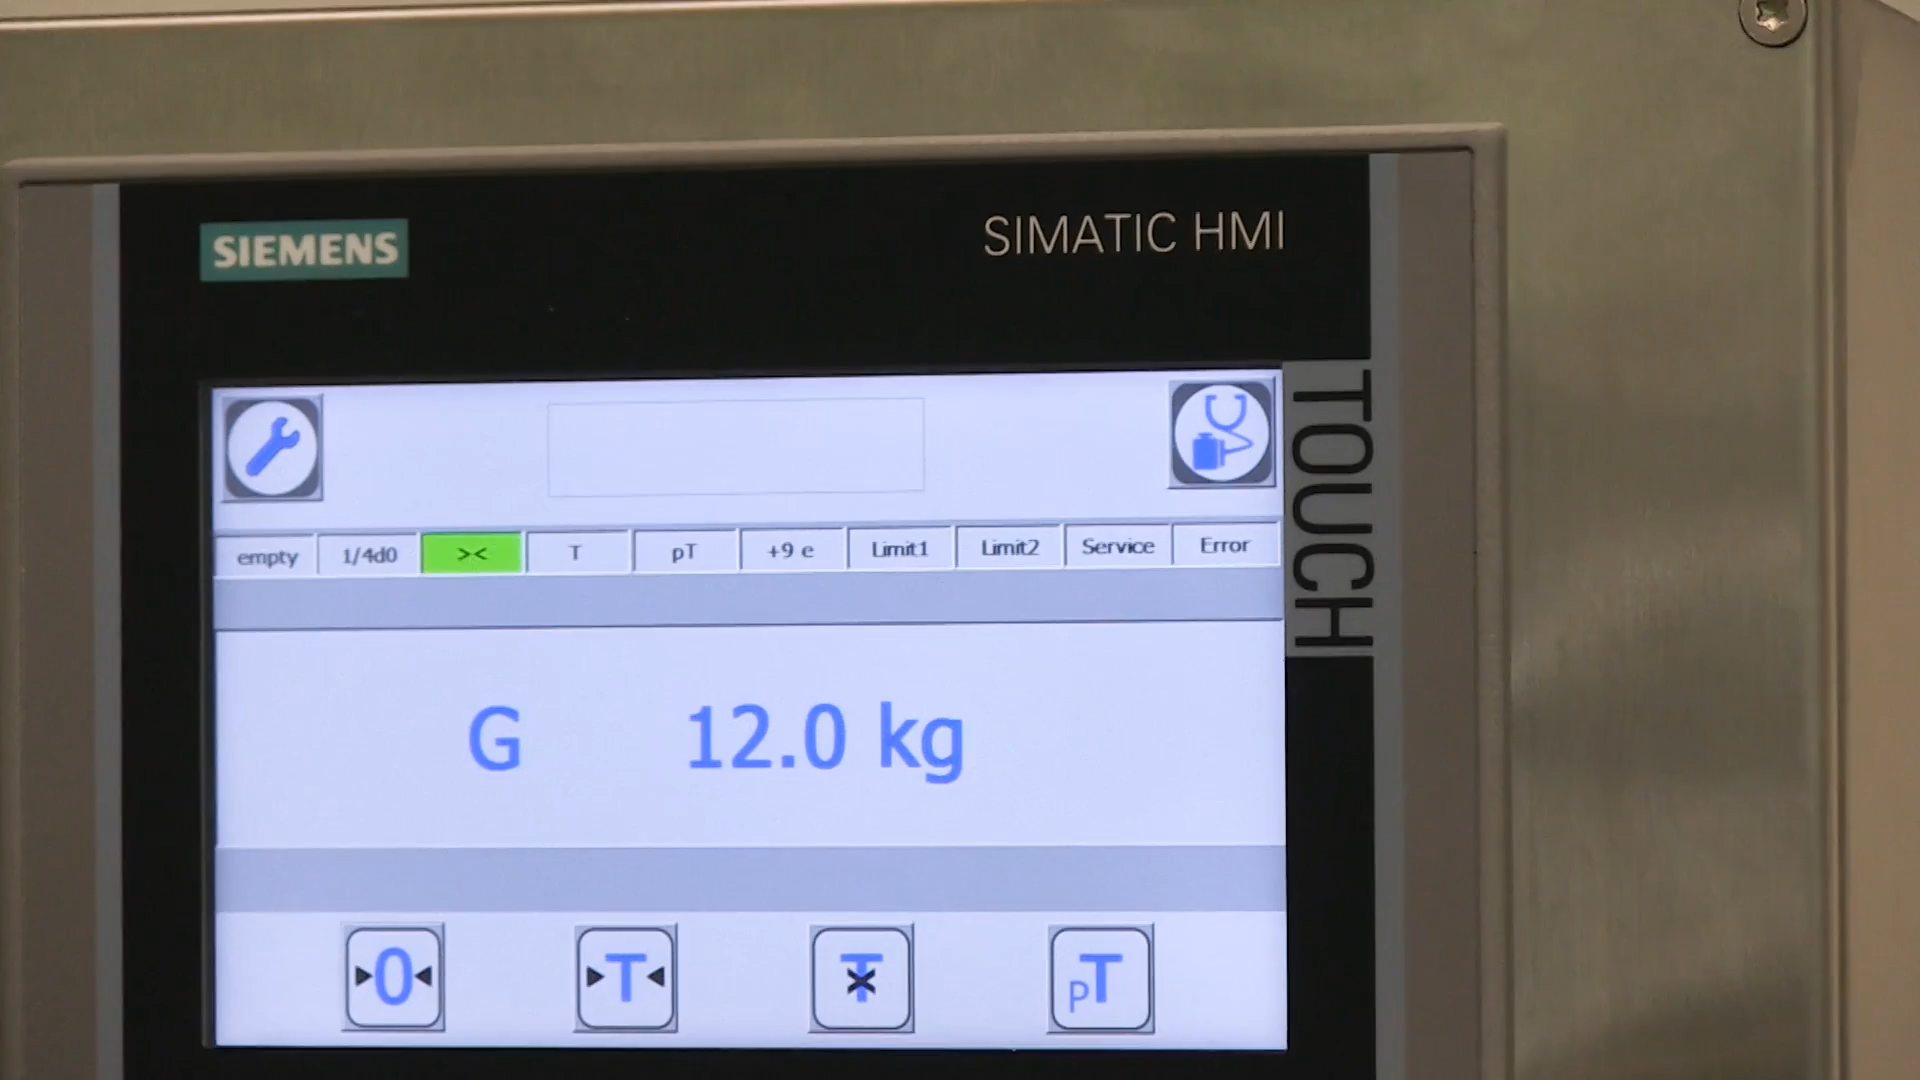 SIEMENS
SIMATIC HMI
TOUCH
empty 1/4d0 >< T pT +9 e Limit1 Limit2 Service Error
G 12.0 kg
0 T T pT